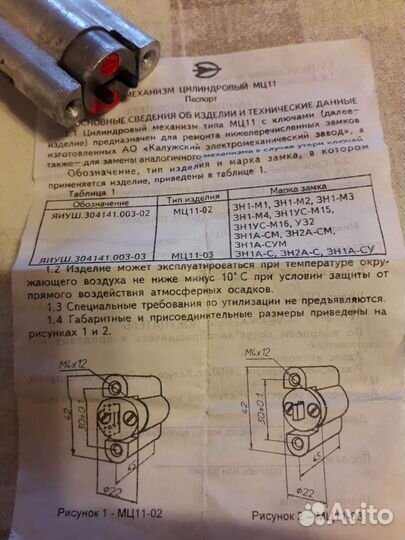 МЕХАНИЗМ ЦИЛИНДРОВЫЙ МЦ11
Паспорт
ОСНОВНЫЕ СВЕДЕНИЯ ОБ ИЗДЕЛИИ И ТЕХНИЧЕСКИЕ ДАННЫЕ
1.1 Цилиндровый механизм типа МЦ11 с ключами (далее-
изделие) предназначен для ремонта нижеперечисленных замков
изготовленных АО «Калужский электромеханический завод», а
также– для замены аналогичного механизма в случае утери ключей.
Обозначение, тип изделия и марка замка, в котором
применяется изделие, приведены в таблице 1.
Таблица 1
Обозначение Тип изделия Марка замка
ЯИУШ.304141.003-02 МЦ11-02 ЗН1-М1, ЗН1-М2, ЗН1-М3
ЗН1-М4, ЗН1УС-М15,
ЗН1УС-М16, УЗ2
ЗН1А-СМ, ЗН2А-СМ,
ЗН1А-СУМ
ЯИУШ.304141.003-03 МЦ11-03 ЗН1А-С, ЗН2А-С, ЗН1А-СУ
1.2 Изделие может эксплуатироваться при температуре окру-
жающего воздуха не ниже минус 10°С при условии защиты от
прямого воздействия атмосферных осадков.
1.3 Специальные требования по утилизации не предъявляются.
1.4 Габаритные и присоединительные размеры приведены на
рисунках 1 и 2.
М4х12
42
30±0.1
45
⌀22
Рисунок 1 - МЦ11-02
М4х12
42
30±0.1
45
⌀22
Рисунок МЦ11-03
Avito